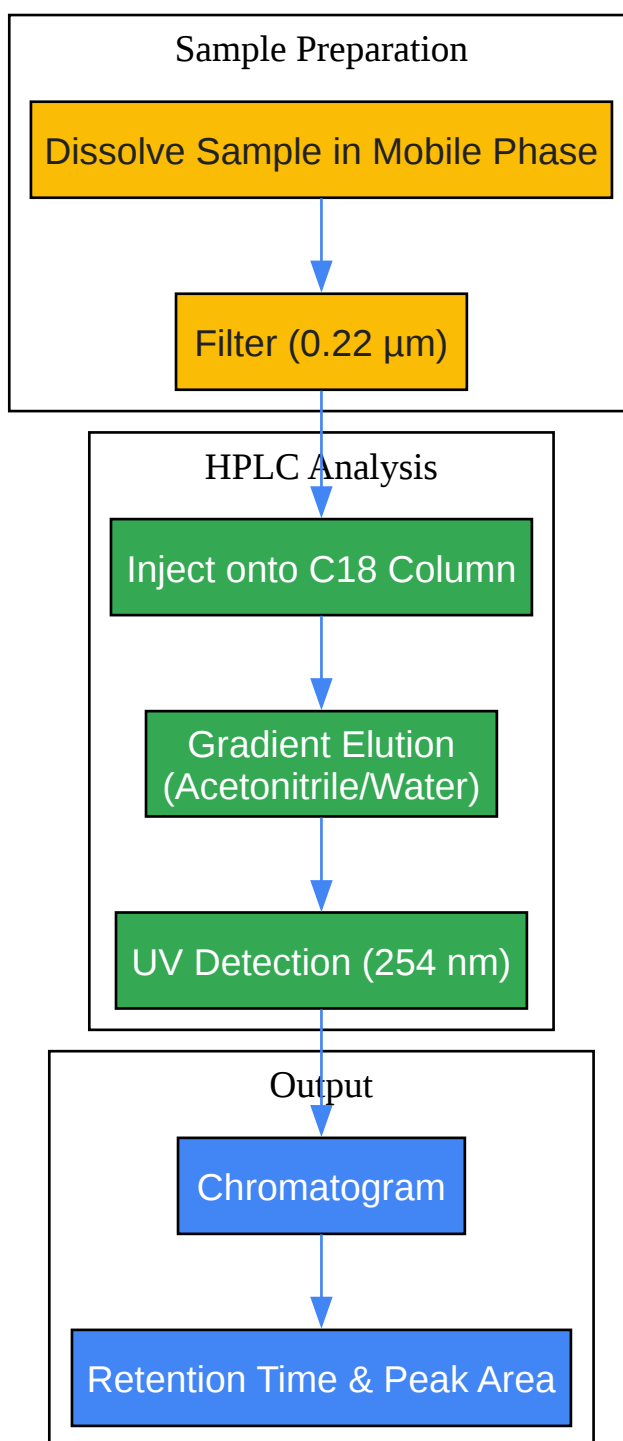 Sample Preparation
Dissolve Sample in Mobile Phase
Filter (0.22 µm)
HPLC Analysis
Inject onto C18 Column
Gradient Elution
(Acetonitrile/Water)
UV Detection (254 nm)
Output
Chromatogram
Retention Time & Peak Area